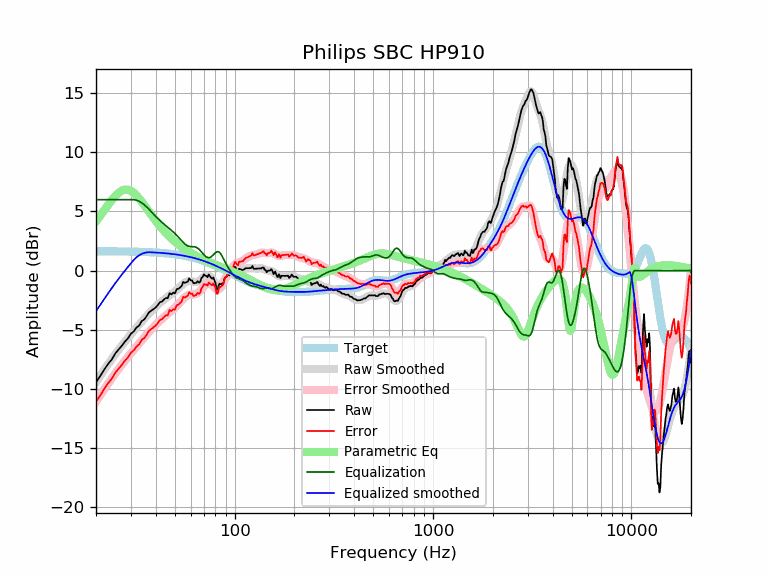 Philips SBC HP910
Amplitude (dBr)
15
10
5
0
−5
−10
−15
−20
Target
Raw Smoothed
Error Smoothed
Raw
Error
Parametric Eq
Equalization
Equalized smoothed
100
1000
10000
Frequency (Hz)